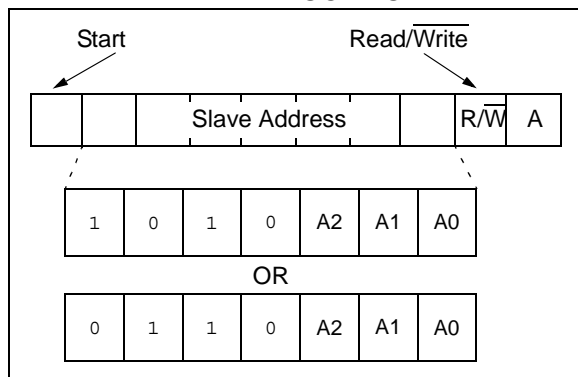 Start Read/Write
Slave Address R/W A
1 0 1 0 A2 A1 A0
OR
0 1 1 0 A2 A1 A0